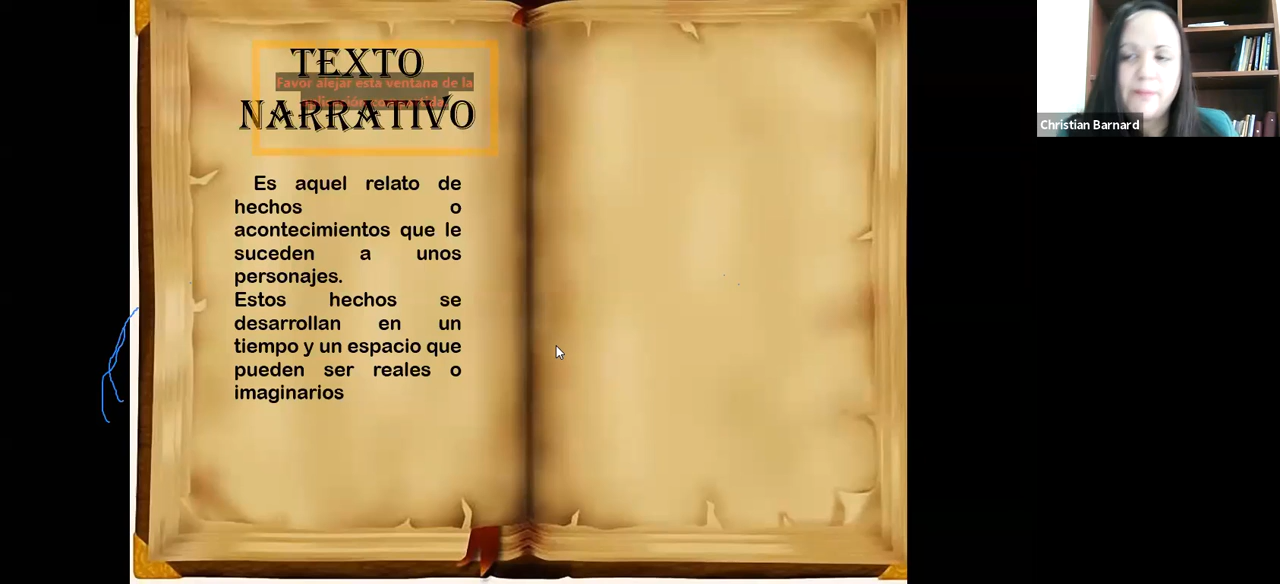 TEXTO
Favor alejar esta ventana de la
NARRATIVO
Es aquel relato de
hechos o
acontecimientos que le
suceden a unos
personajes.
Estos hechos se
desarrollan en un
tiempo y un espacio que
pueden ser reales o
imaginarios
Christian Barnard